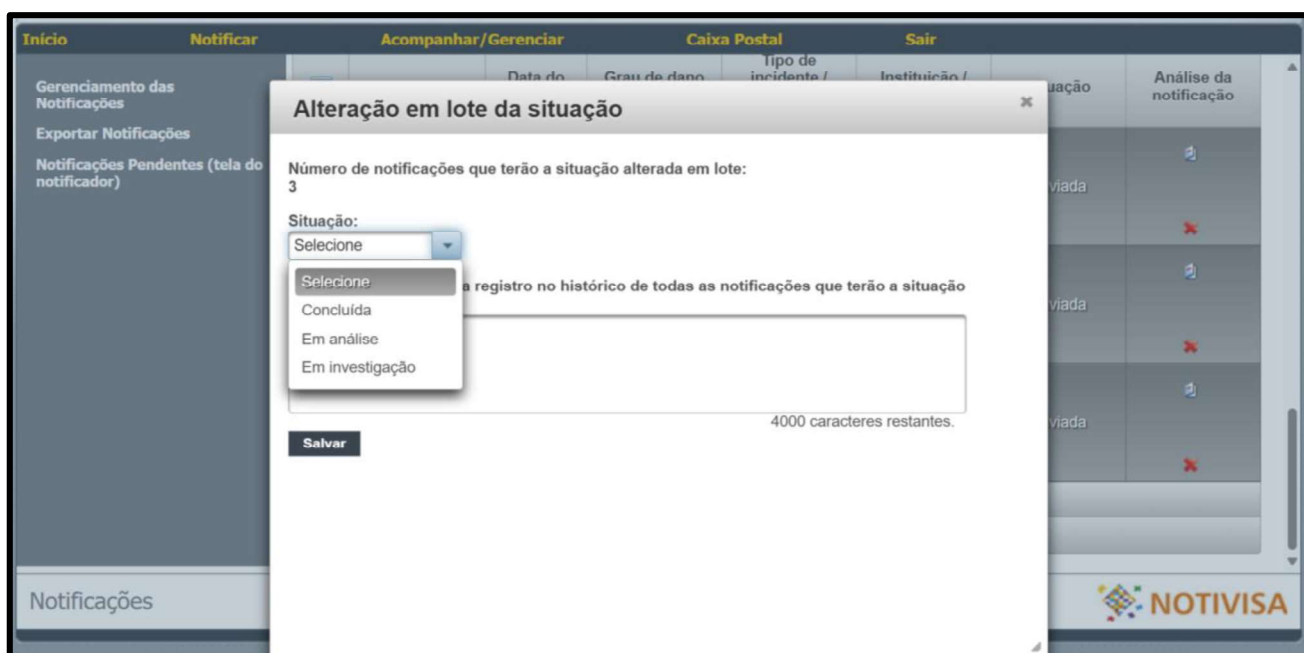 Início Notificar Acompanhar/Gerenciar Caixa Postal Sair
Gerenciamento das
Notificações
Exportar Notificações
Notificações Pendentes (tela do
notificador)
Data do Grau de dano Tipo de
incidente / Instituição /
uação
Análise da
notificação
Alteração em lote da situação
Número de notificações que terão a situação alterada em lote:
3
Situação:
Selecione
Selecione
Concluída
Em análise
Em investigação
a registro no histórico de todas as notificações que terão a situação
4000 caracteres restantes.
Salvar
viada
viada
viada
Notificações
NOTIVISA